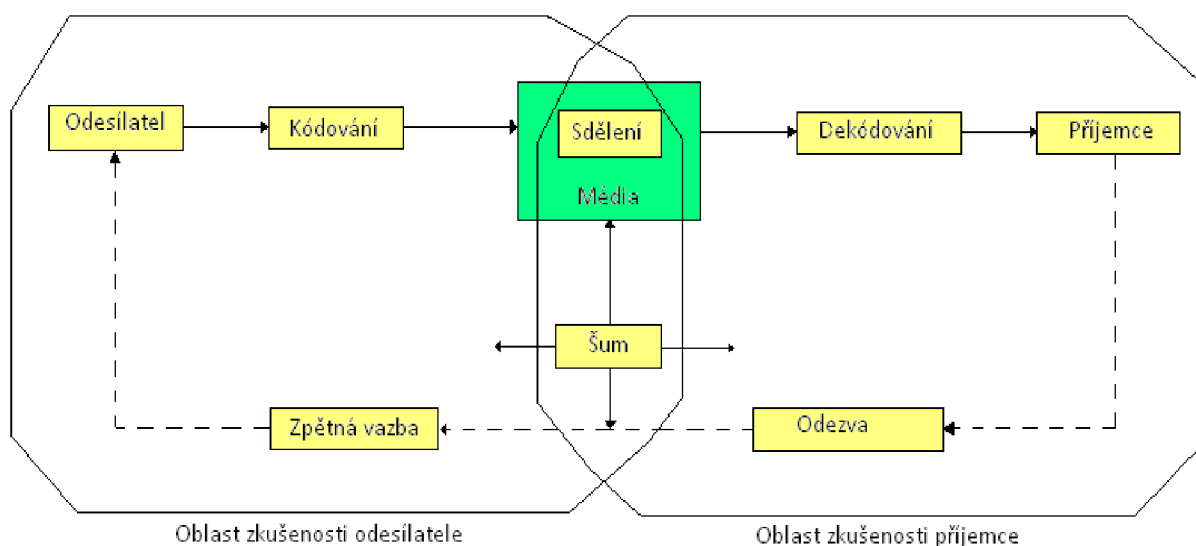 Odesílatel
Kódování
Sdělení
Média
Dekódování
Příjemce
Šum
Zpětná vazba
Odezva
Oblast zkušenosti odesílatele
Oblast zkušenosti příjemce